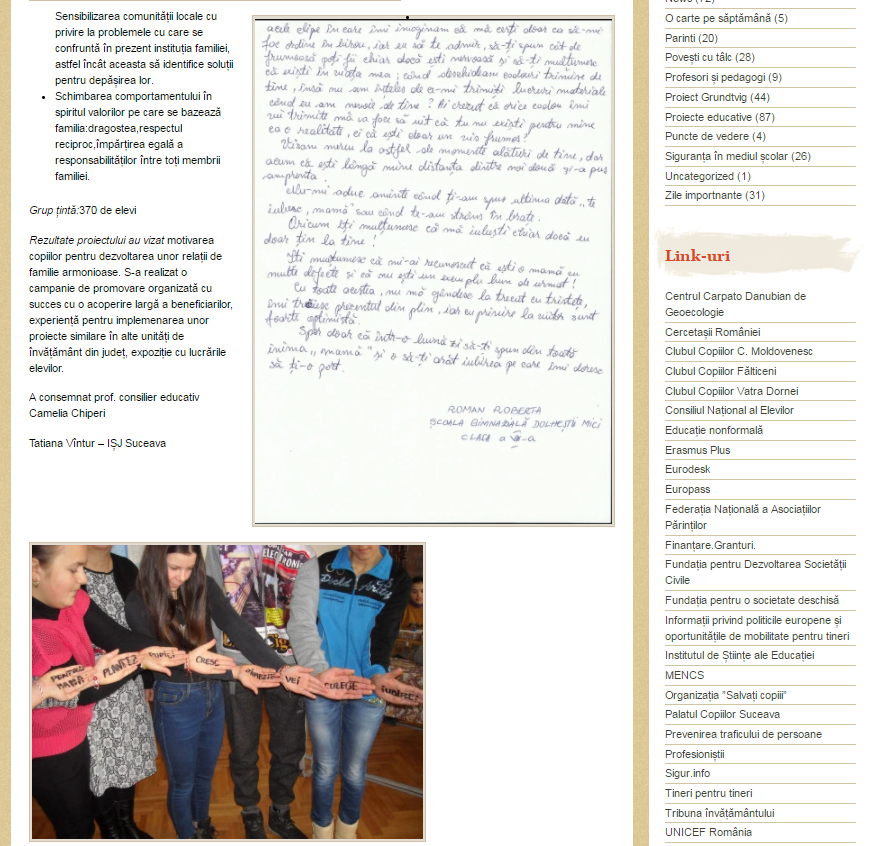 Sensibilizarea comunității locale cu
privire la problemele cu care se
confruntă în prezent instituția familiei,
astfel încât aceasta să identifice soluții
pentru depășirea lor.
Schimbarea comportamentului în
spiritul valorilor pe care se bazează
familia:dragostea,respectul
reciproc,împărțirea egală a
responsabilităților între toți membrii
familiei.
Grup țintă:370 de elevi
Rezultate proiectului au vizat motivarea
copiilor pentru dezvoltarea unor relații de
familie armonioase. S-a realizat o
campanie de promovare organizată cu
succes cu o acoperire largă a beneficiarilor,
experiență pentru implemenarea unor
proiecte similare în alte unități de
învățământ din județ, expoziție cu lucrările
elevilor.
A consemnat prof. consilier educativ
Camelia Chiperi
Tatiana Vîntur – IȘJ Suceava
acele clipe în care îmi imaginam că mă cerți doar ca să-mi
fac ordine în birou, iar eu să te admir, să-ți spun cât de
frumoasă poți fii chiar dacă ești nervoasă și să-ți mulțumesc
că exiști în viața mea; când deschideam cadouri trimise de
tine, însă nu am înțeles de ce-mi trimiți lucruri materiale
când eu am nevoie de tine? Ai crezut că orice cadou îmi
vei trimite mă va face să uit că tu nu exiști pentru mine
ca o realitate, ci că ești doar un vis frumos!
Visam mereu la astfel de momente alături de tine, dar
acum că ești lângă mine distanța dintre noi două și-a pus
amprenta.
Nu-mi aduc aminte când ți-am spus ultima dată „te
iubesc, mamă" sau când te-am strâns în brațe.
Oricum îți mulțumesc că mă iubești chiar dacă eu
doar țin la tine!
Îți mulțumesc că mi-ai recunoscut că ești o mamă cu
multe defecte și că nu ești un exemplu bun de urmat!
Cu toate acestea, nu mă gândesc la trecut cu tristețe,
îmi trăiesc prezentul din plin, iar cu privire la viitor sunt
foarte optimistă.
Sper doar că într-o bună zi să-ți spun din toată
inima „mamă" și o să-ți arăt iubirea pe care îmi doresc
să ți-o port.
ROMAN ROBERTA
ȘCOALA GIMNAZIALĂ DOLHEȘTII MICI
CLASA a VII-a
PENTRU
BABA
PLANTEZ
CRESC
VEI
CULEGE
IUBIRE!
News (72)
O carte pe săptămână (5)
Parinti (20)
Povești cu tâlc (28)
Profesori și pedagogi (9)
Proiect Grundtvig (44)
Proiecte educative (87)
Puncte de vedere (4)
Siguranța în mediul școlar (26)
Uncategorized (1)
Zile importnante (31)
Link-uri
Centrul Carpato Danubian de
Geoecologie
Cercetașii României
Clubul Copiilor C. Moldovenesc
Clubul Copiilor Fălticeni
Clubul Copiilor Vatra Dornei
Consiliul Național al Elevilor
Educație nonformală
Erasmus Plus
Eurodesk
Europass
Federația Națională a Asociațiilor
Părinților
Finanțare.Granturi.
Fundația pentru Dezvoltarea Societății
Civile
Fundația pentru o societate deschisă
Informații privind politicile europene și
oportunitățile de mobilitate pentru tineri
Institutul de Științe ale Educației
MENCS
Organizația "Salvați copiii"
Palatul Copiilor Suceava
Prevenirea traficului de persoane
Profesioniștii
Sigur.info
Tineri pentru tineri
Tribuna învățământului
UNICEF România